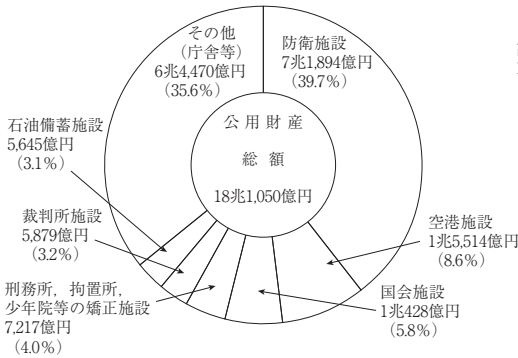 その他
（庁舎等）
6兆4,470億円
（35.6%）
防衛施設
7兆1,894億円
（39.7%）
公用財産
総額
18兆1,050億円
石油備蓄施設
5,645億円
（3.1%）
裁判所施設
5,879億円
（3.2%）
刑務所，拘置所，
少年院等の矯正施設
7,217億円
（4.0%）
空港施設
1兆5,514億円
（8.6%）
国会施設
1兆428億円
（5.8%）